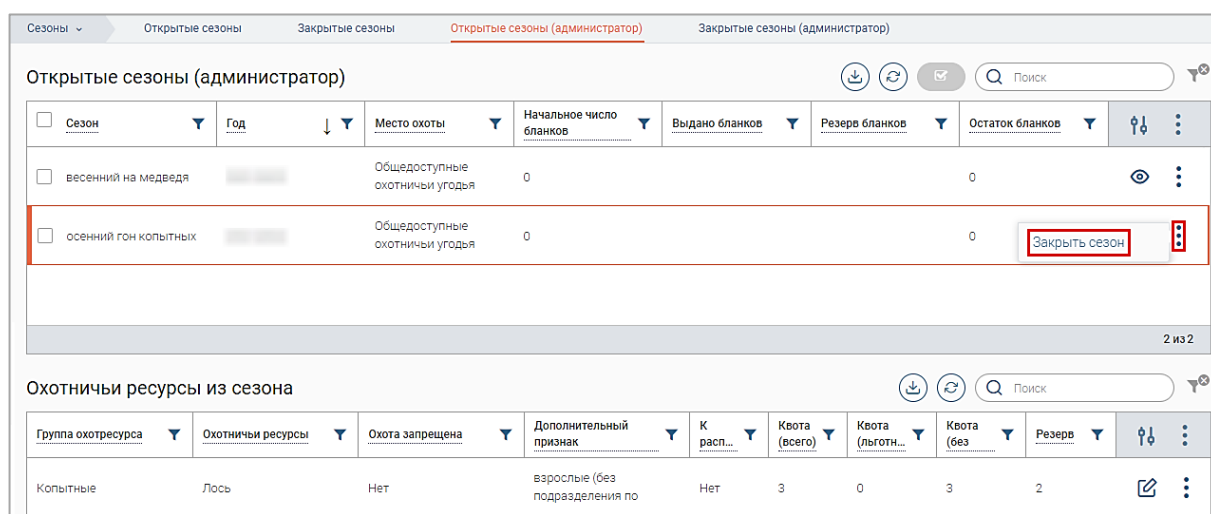 Сезоны
Открытые сезоны
Закрытые сезоны
Открытые сезоны (администратор)
Закрытые сезоны (администратор)
Открытые сезоны (администратор)
Поиск
Сезон
Год
Место охоты
Начальное число
бланков
Выдано бланков
Резерв бланков
Остаток бланков
весенний на медведя
Общедоступные
охотничьи угодья
0
0
осенний гон копытных
Общедоступные
охотничьи угодья
0
0
Закрыть сезон
2 из 2
Охотничьи ресурсы из сезона
Поиск
Группа охотресурса
Охотничьи ресурсы
Охота запрещена
Дополнительный
признак
К
расп...
Квота
(всего)
Квота
(льготн...
Квота
(без
Резерв
Копытные
Лось
Нет
взрослые (без
подразделения по
Нет
3
0
3
2